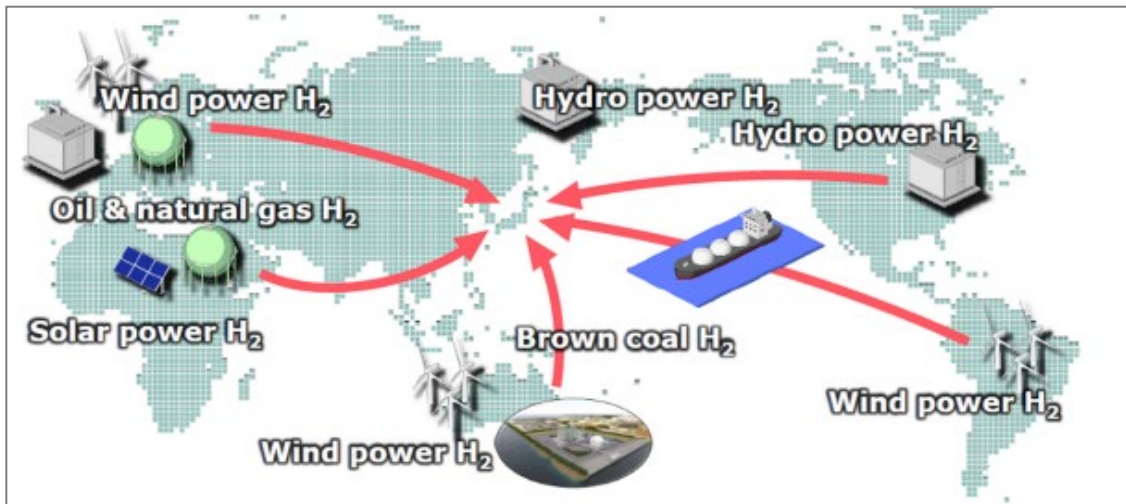 Wind power H₂
Hydro power H₂
Hydro power H₂
Oil & natural gas H₂
Solar power H₂
Brown coal H₂
Wind power H₂
Wind power H₂